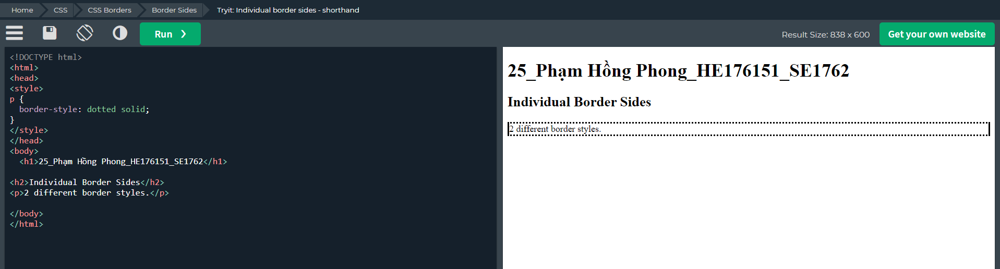 Home CSS CSS Borders Border Sides Tryit: Individual border sides - shorthand
Run ❯ Result Size: 838 x 600 Get your own website
<!DOCTYPE html>
<html>
<head>
<style>
p {
  border-style: dotted solid;
}
</style>
</head>
<body>
  <h1>25_Phạm Hồng Phong_HE176151_SE1762</h1>
<h2>Individual Border Sides</h2>
<p>2 different border styles.</p>
</body>
</html>
25_Phạm Hồng Phong_HE176151_SE1762
Individual Border Sides
2 different border styles.